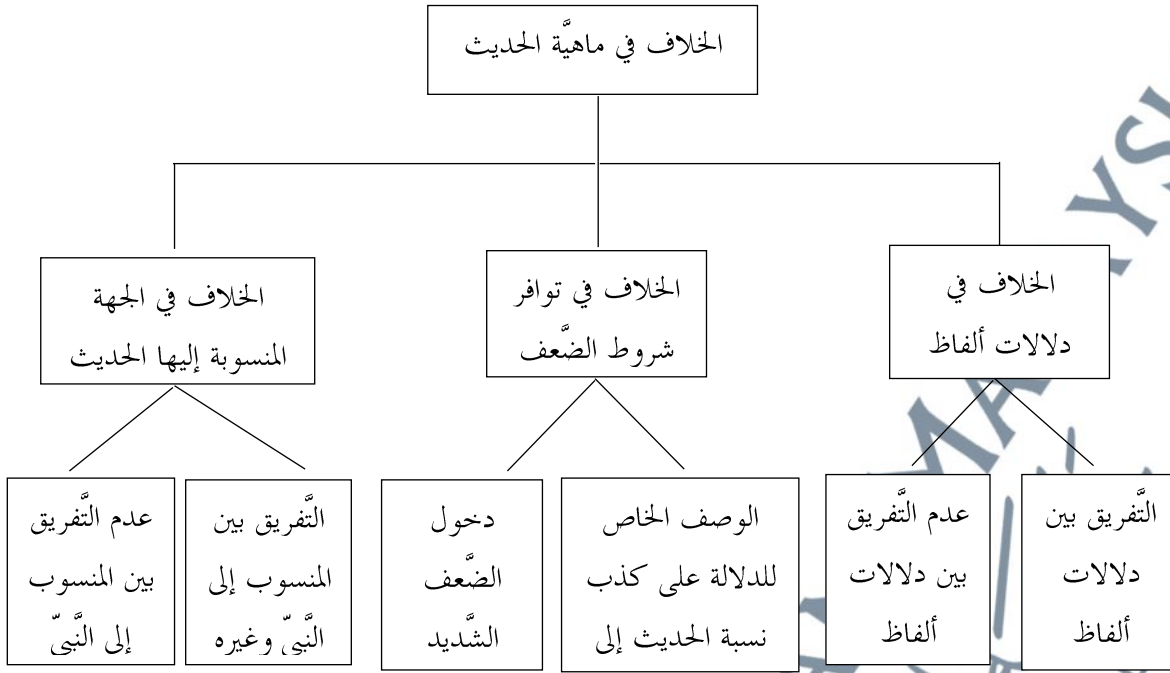 الخلاف في ماهيَّة الحديث
الخلاف في
دلالات ألفاظ
الخلاف في توافر
شروط الضَّعف
الخلاف في الجهة
المنسوبة إليها الحديث
التَّفريق بين
دلالات
ألفاظ
عدم التَّفريق
بين دلالات
ألفاظ
الوصف الخاص
للدلالة على كذب
نسبة الحديث إلى
دخول
الضَّعف
الشَّديد
التَّفريق بين
المنسوب إلى
النَّبيّ وغيره
عدم التَّفريق
بين المنسوب
إلى النَّبيّ